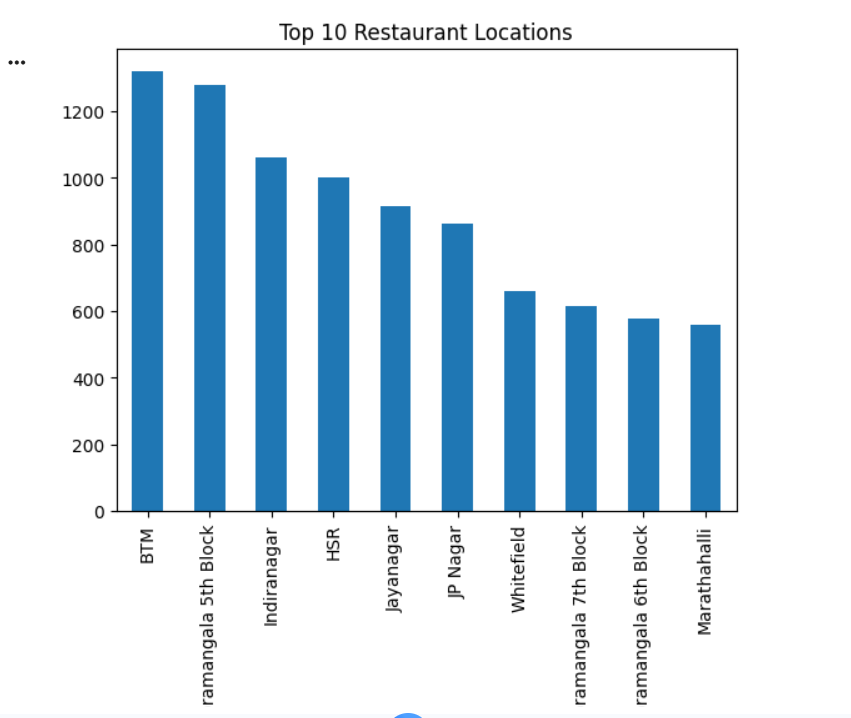 Top 10 Restaurant Locations
...
1200
1000
800
600
400
200
0
BTM
ramangala 5th Block
Indiranagar
HSR
Jayanagar
JP Nagar
Whitefield
ramangala 7th Block
ramangala 6th Block
Marathahalli